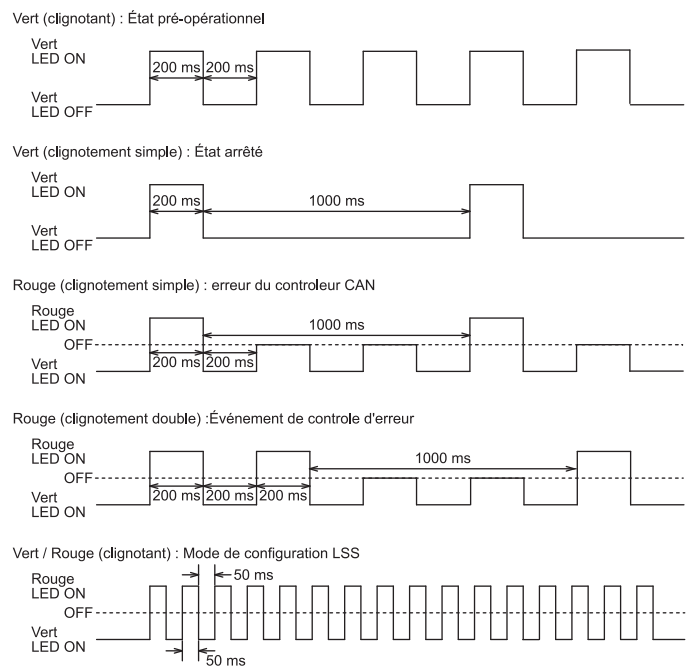 Vert (clignotant) : État pré-opérationnel
Vert
LED ON
200 ms 200 ms
Vert
LED OFF
Vert (clignotement simple) : État arrêté
Vert
LED ON
200 ms 1000 ms
Vert
LED OFF
Rouge (clignotement simple) : erreur du controleur CAN
Rouge
LED ON
1000 ms
OFF
200 ms 200 ms
Vert
LED ON
Rouge (clignotement double) :Événement de controle d'erreur
Rouge
LED ON
1000 ms
OFF
200 ms 200 ms 200 ms
Vert
LED ON
Vert / Rouge (clignotant) : Mode de configuration LSS
50 ms
Rouge
LED ON
OFF
Vert
LED ON
50 ms